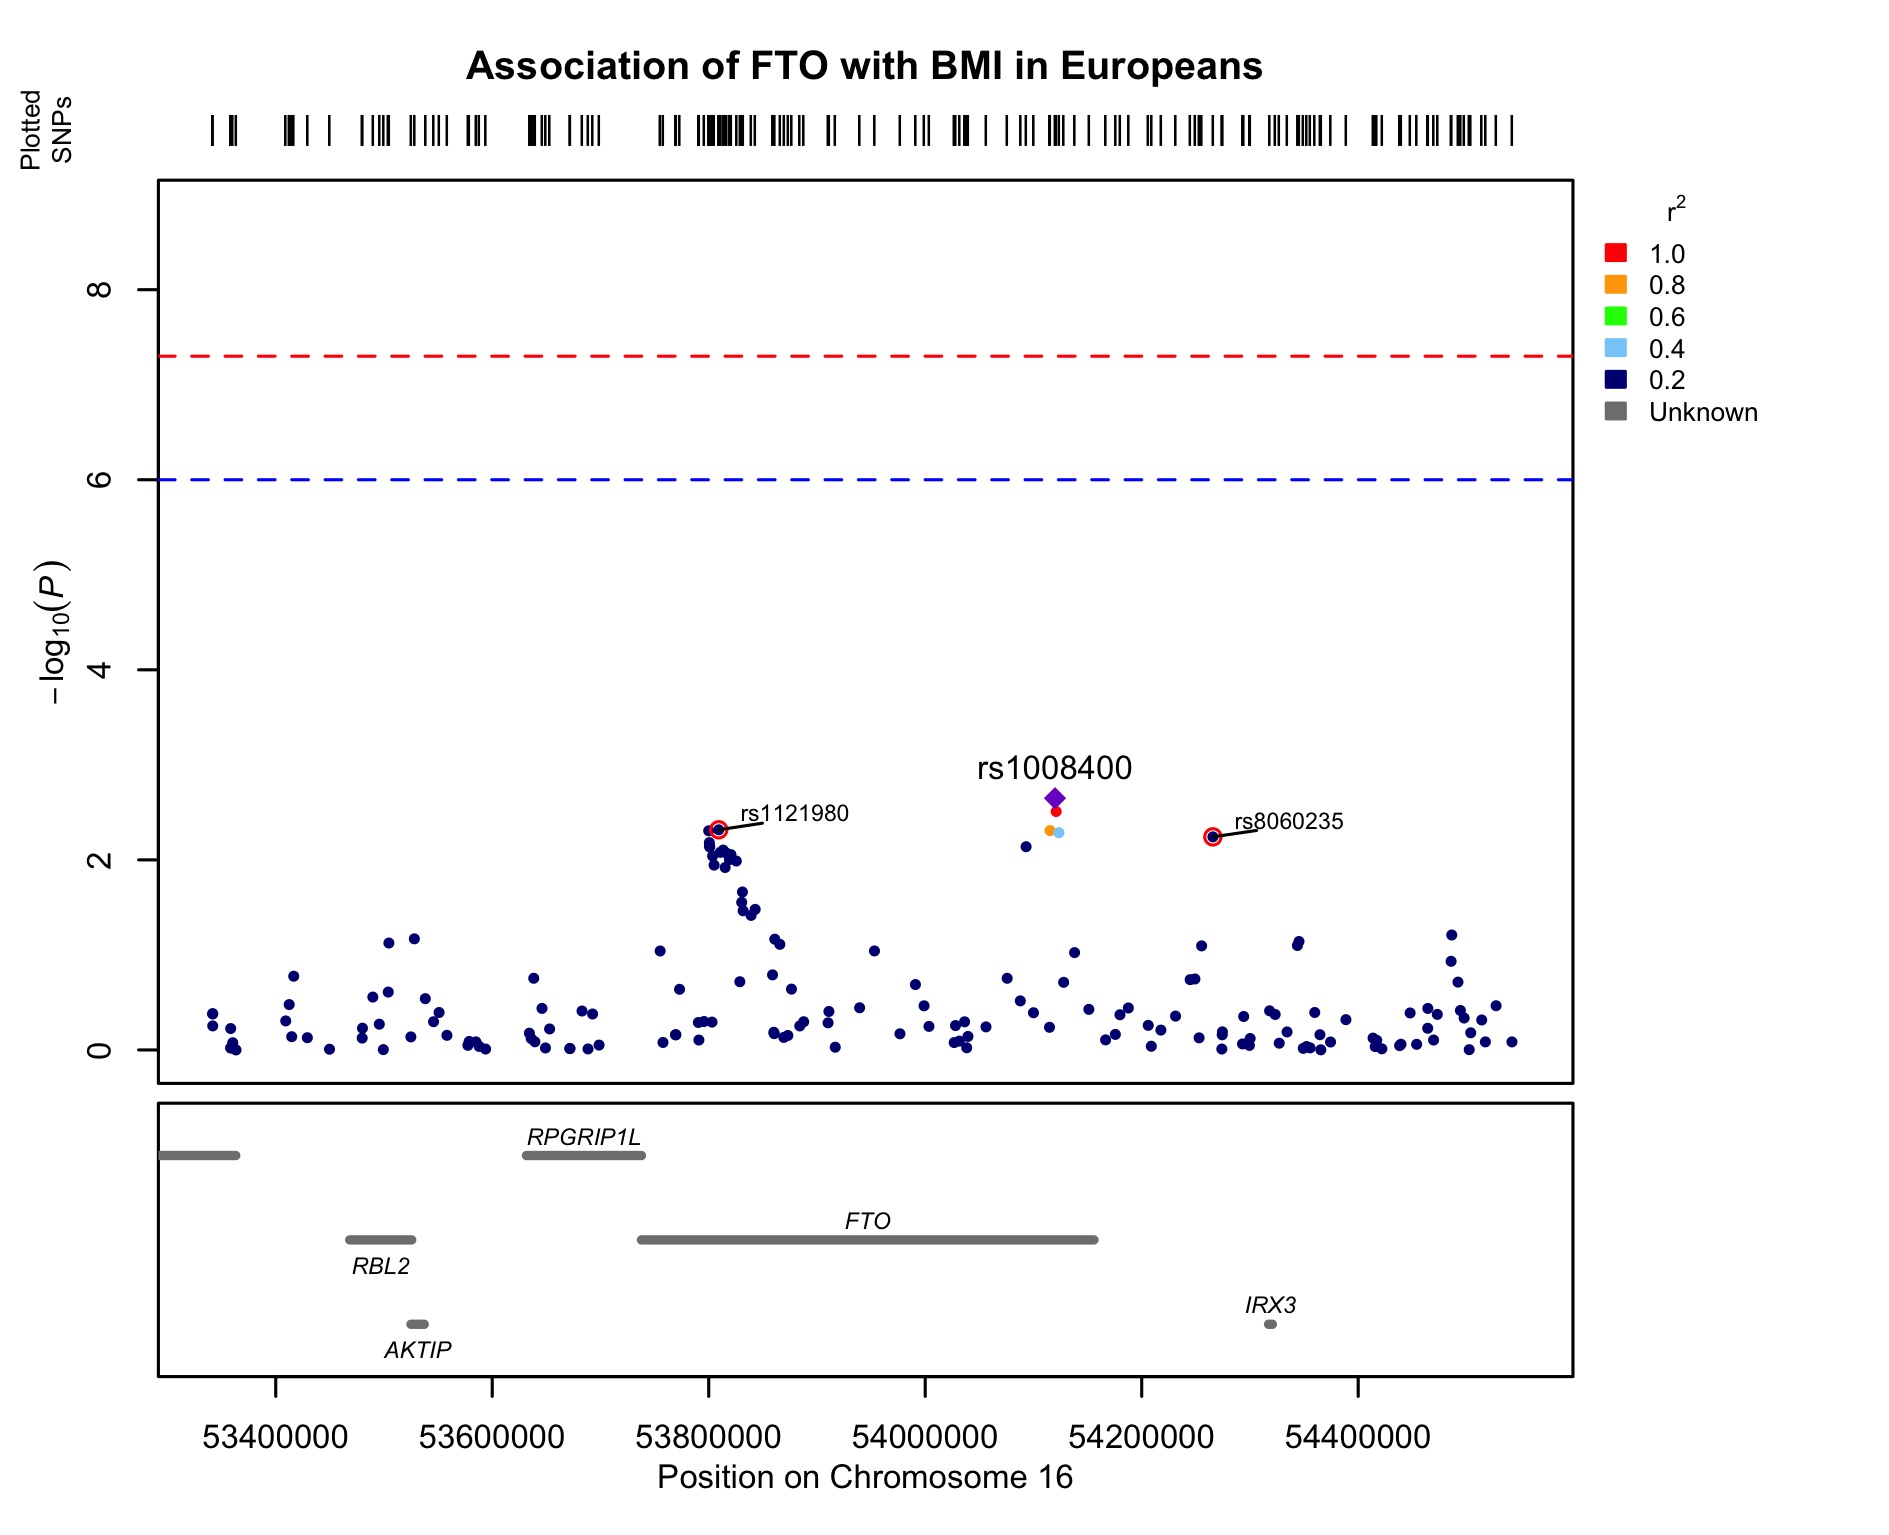 Association of FTO with BMI in Europeans
Plotted
SNPs
r²
1.0
0.8
0.6
0.4
0.2
Unknown
8
6
4
2
0
−log₁₀(P)
rs1008400
rs1121980
rs8060235
RPGRIP1L
FTO
RBL2
IRX3
AKTIP
53400000 53600000 53800000 54000000 54200000 54400000
Position on Chromosome 16